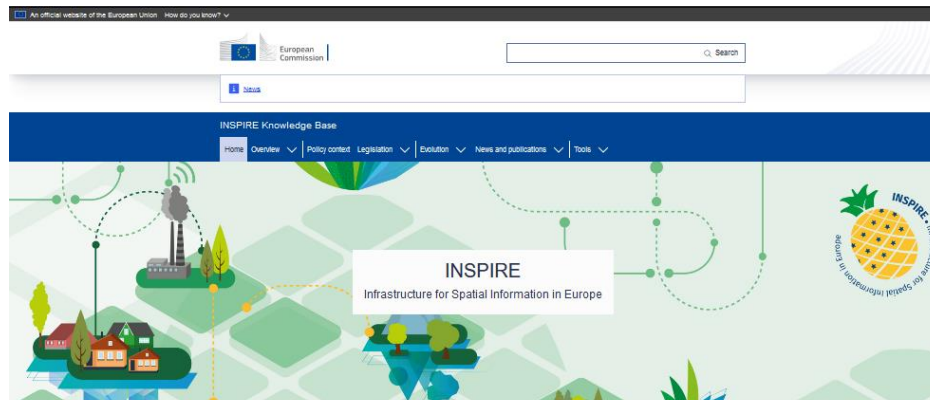 An official website of the European Union How do you know?
European
Commission
Search
News
INSPIRE Knowledge Base
Home Overview Policy context Legislation Evolution News and publications Tools
INSPIRE
Infrastructure for Spatial Information in Europe
INSPIRE
for Spatial Information in Europe